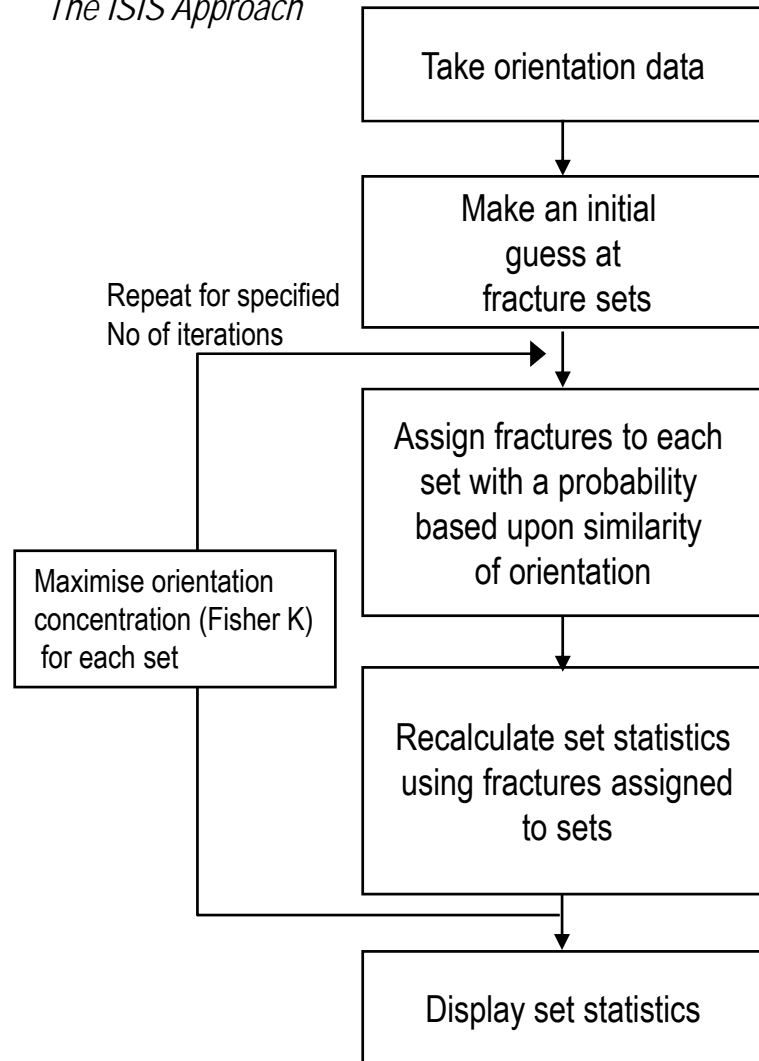 The ISIS Approach
Take orientation data
Make an initial
guess at
fracture sets
Repeat for specified
No of iterations
Assign fractures to each
set with a probability
based upon similarity
of orientation
Maximise orientation
concentration (Fisher K)
for each set
Recalculate set statistics
using fractures assigned
to sets
Display set statistics